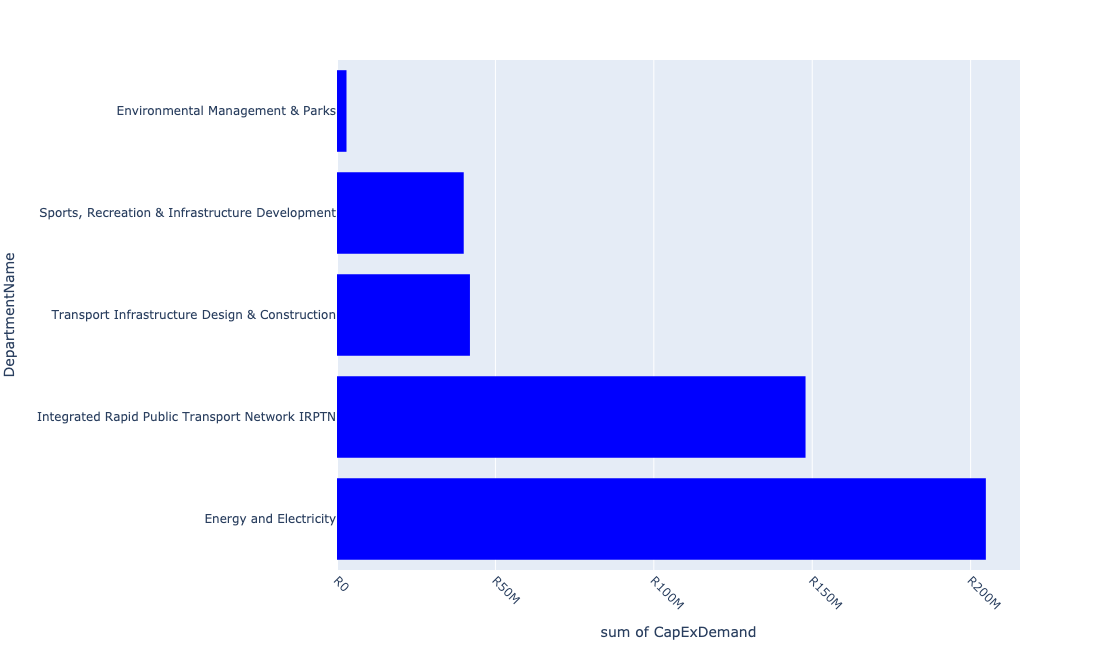 Environmental Management & Parks
Sports, Recreation & Infrastructure Development
Transport Infrastructure Design & Construction
Integrated Rapid Public Transport Network IRPTN
Energy and Electricity
DepartmentName
R0
R50M
R100M
R150M
R200M
sum of CapExDemand